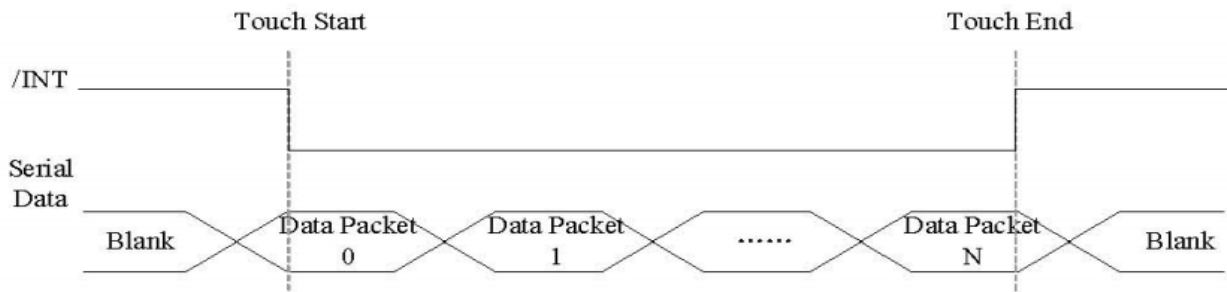 Touch Start
Touch End
/INT
Serial
Data
Blank
Data Packet
0
Data Packet
1
......
Data Packet
N
Blank